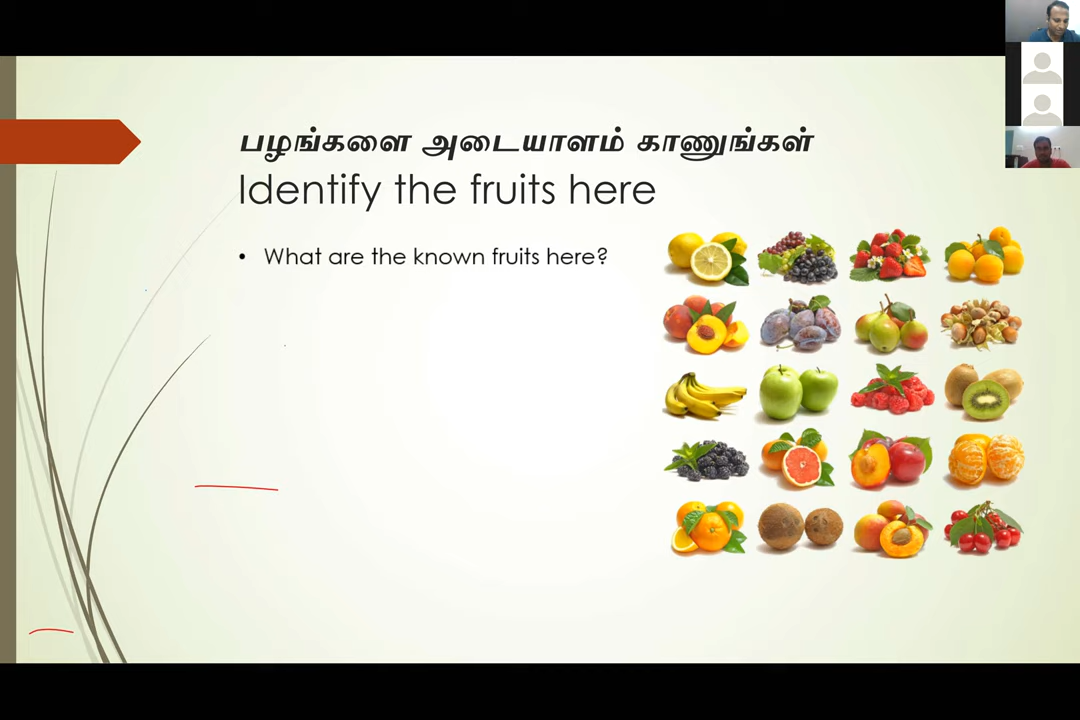 பழங்களை அடையாளம் காணுங்கள்
Identify the fruits here
• What are the known fruits here?